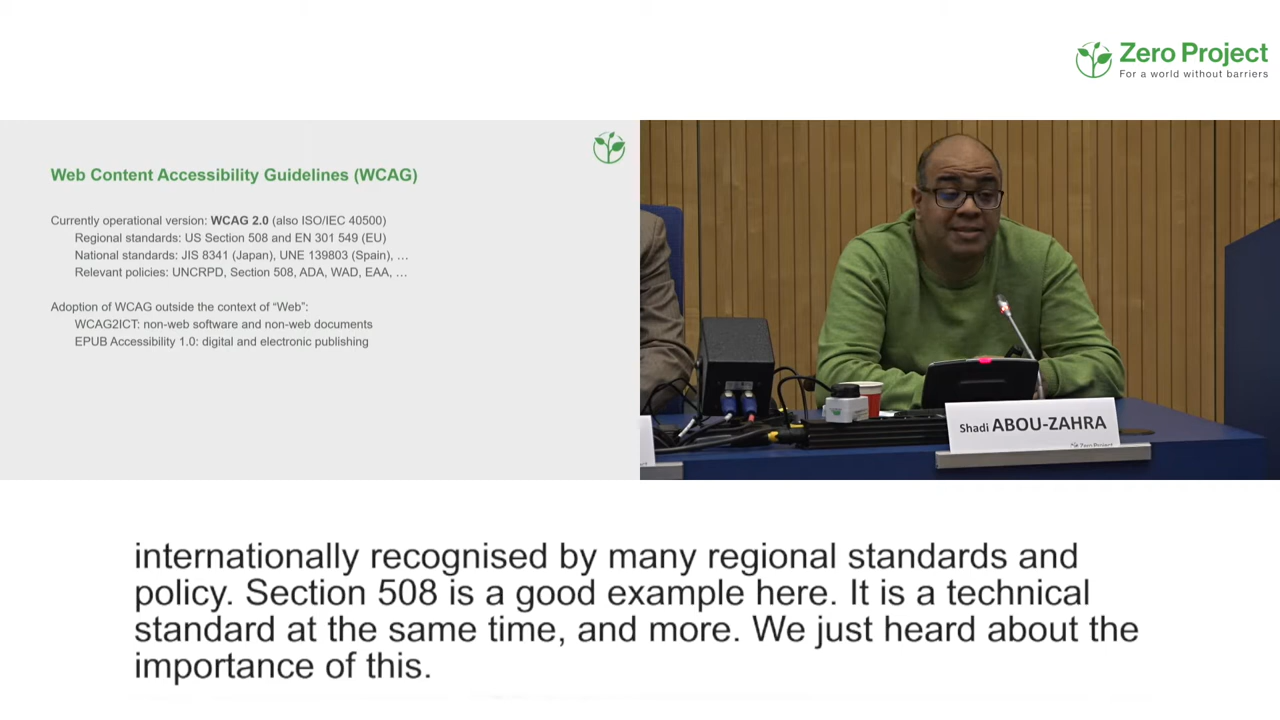 Zero Project
For a world without barriers
Web Content Accessibility Guidelines (WCAG)
Currently operational version: WCAG 2.0 (also ISO/IEC 40500)
Regional standards: US Section 508 and EN 301 549 (EU)
National standards: JIS 8341 (Japan), UNE 139803 (Spain), …
Relevant policies: UNCRPD, Section 508, ADA, WAD, EAA, …
Adoption of WCAG outside the context of “Web”:
WCAG2ICT: non-web software and non-web documents
EPUB Accessibility 1.0: digital and electronic publishing
Shadi ABOU-ZAHRA
Zero Project
internationally recognised by many regional standards and
policy. Section 508 is a good example here. It is a technical
standard at the same time, and more. We just heard about the
importance of this.